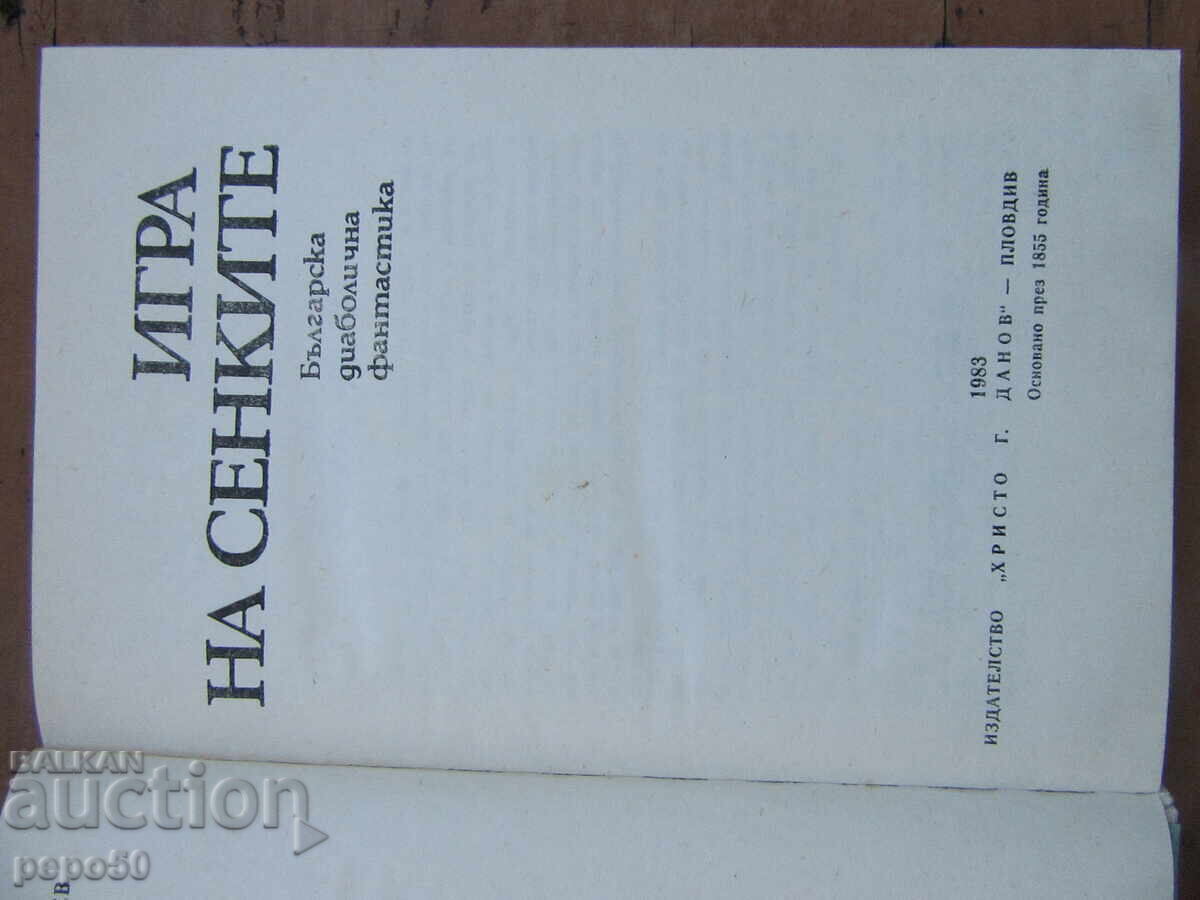 ИГРА
НА СЕНКИТЕ
Българска
диаболична
фантастика
1983
ИЗДАТЕЛСТВО „ХРИСТО Г. ДАНОВ“ — ПЛОВДИВ
Основано през 1855 година
BALKAN
auction
pepo50